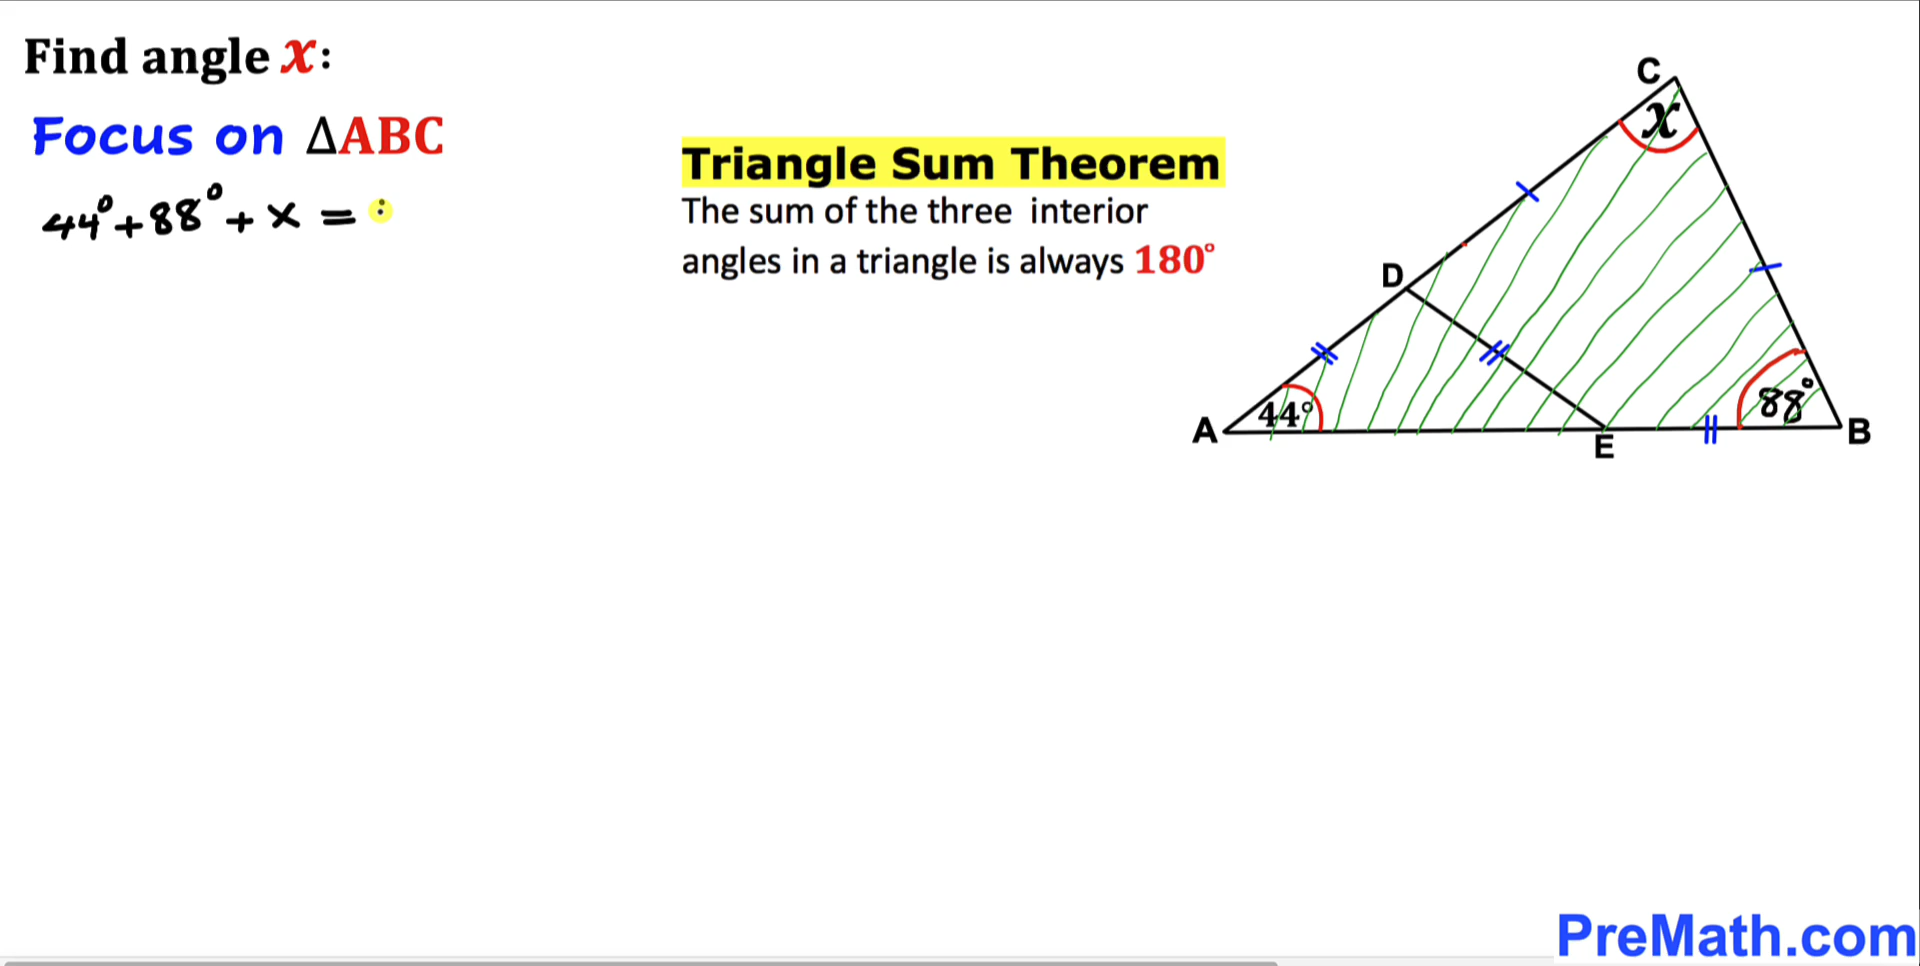 Find angle x:
Focus on ΔABC
44°+88°+ x =
Triangle Sum Theorem
The sum of the three interior
angles in a triangle is always 180°
C
x
D
A
44°
E
88°
B
PreMath.com